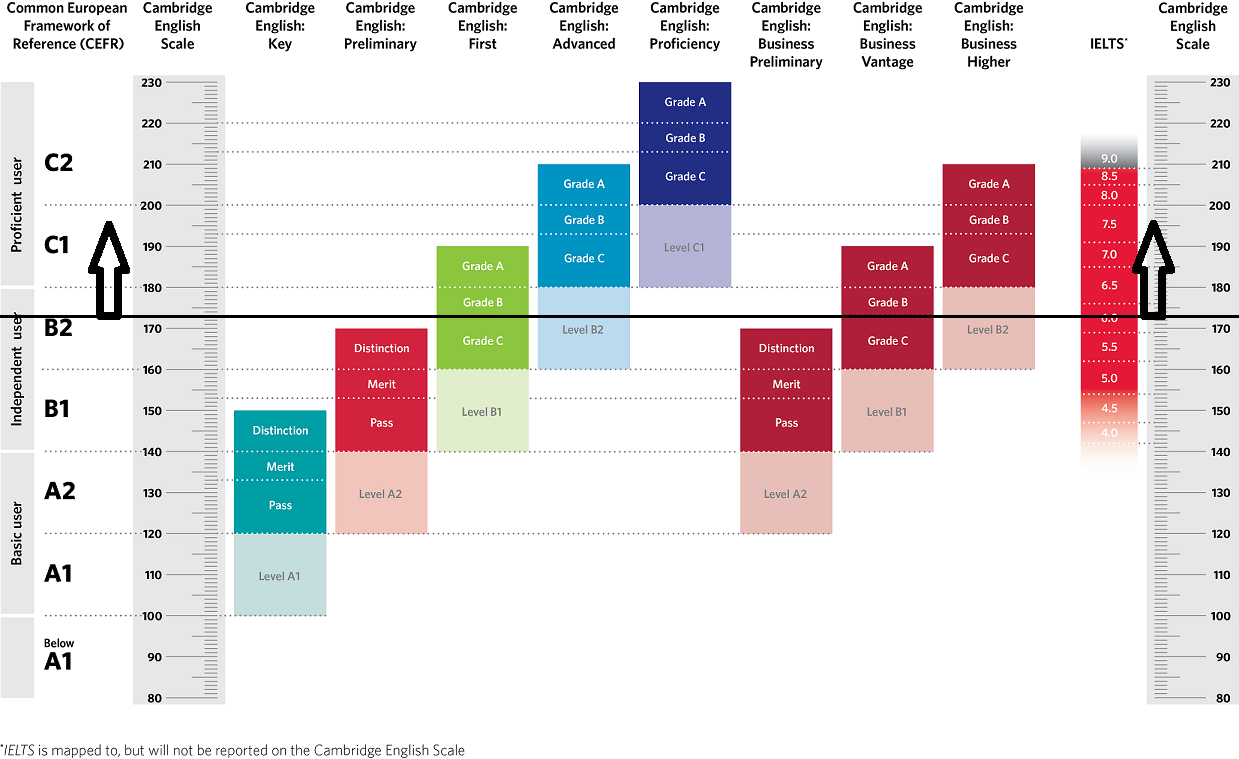 Common European
Framework of
Reference (CEFR)
Cambridge
English
Scale
Cambridge
English:
Key
Cambridge
English:
Preliminary
Cambridge
English:
First
Cambridge
English:
Advanced
Cambridge
English:
Proficiency
Cambridge
English:
Business
Preliminary
Cambridge
English:
Business
Vantage
Cambridge
English:
Business
Higher
IELTS*
Cambridge
English
Scale
Proficient user
Independent user
Basic user
C2
C1
B2
B1
A2
A1
Below
A1
230
220
210
200
190
180
170
160
150
140
130
120
110
100
90
80
Distinction
Merit
Pass
Level A1
Distinction
Merit
Pass
Level A2
Grade A
Grade B
Grade C
Level B1
Grade A
Grade B
Grade C
Level B2
Grade A
Grade B
Grade C
Level C1
Distinction
Merit
Pass
Level A2
Grade A
Grade B
Grade C
Level B1
Grade A
Grade B
Grade C
Level B2
9.0
8.5
8.0
7.5
7.0
6.5
6.0
5.5
5.0
4.5
4.0
230
220
210
200
190
180
170
160
150
140
130
120
110
100
90
80
*IELTS is mapped to, but will not be reported on the Cambridge English Scale